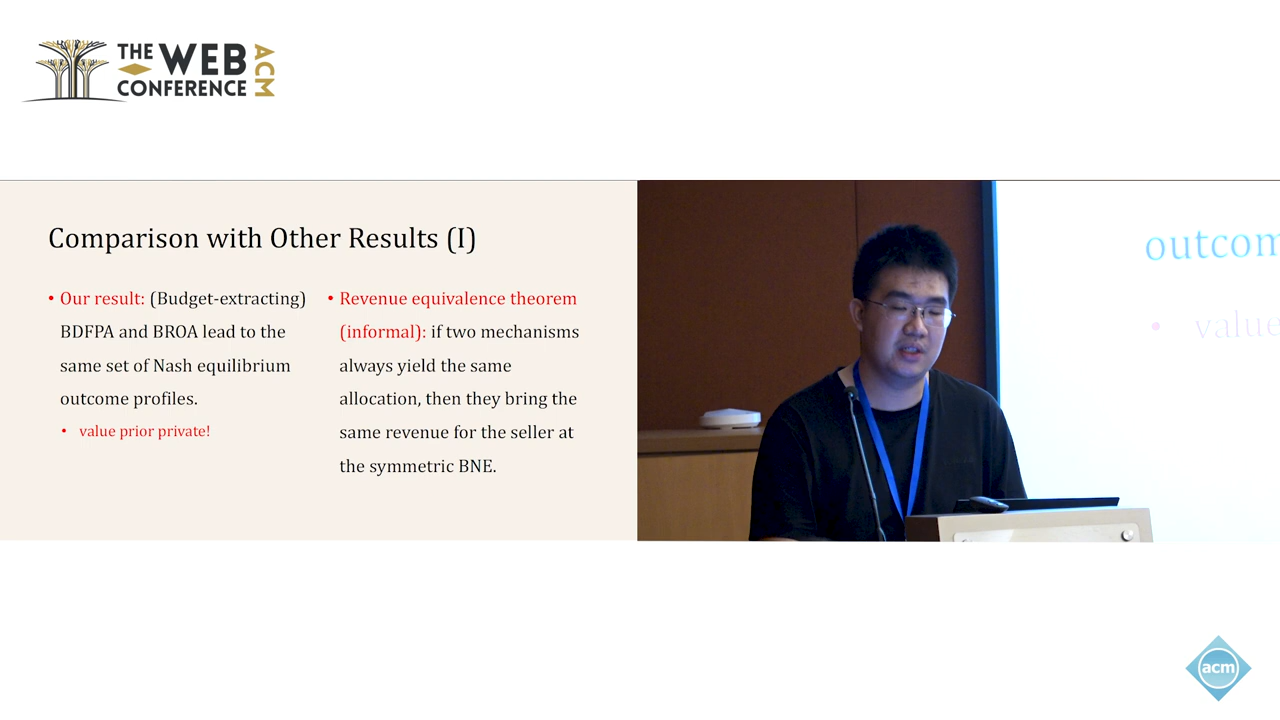 THE WEB
CONFERENCE
ACM
Comparison with Other Results (I)
• Our result: (Budget-extracting)
BDFPA and BROA lead to the
same set of Nash equilibrium
outcome profiles.
• value prior private!
• Revenue equivalence theorem
(informal): if two mechanisms
always yield the same
allocation, then they bring the
same revenue for the seller at
the symmetric BNE.
outcom
• value
acm